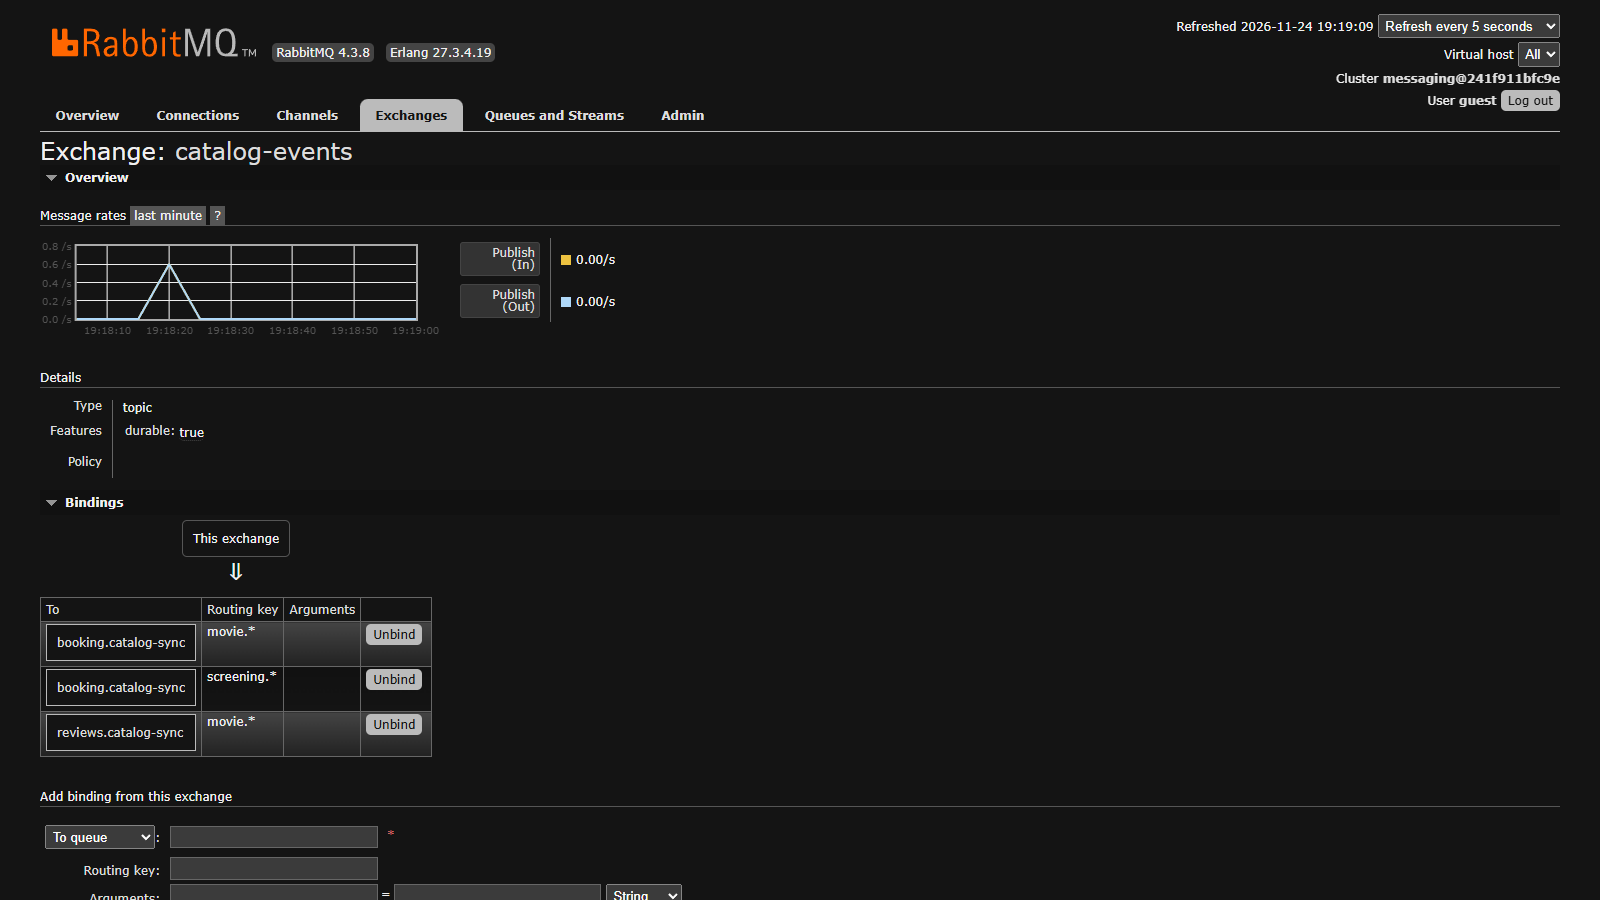 RabbitMQ TM RabbitMQ 4.3.8 Erlang 27.3.4.19
Refreshed 2026-11-24 19:19:09 Refresh every 5 seconds
Virtual host All
Cluster messaging@241f911bfc9e
User guest Log out
Overview Connections Channels Exchanges Queues and Streams Admin
Exchange: catalog-events
Overview
Message rates last minute ?
0.8 /s
0.6 /s
0.4 /s
0.2 /s
0.0 /s
19:18:10 19:18:20 19:18:30 19:18:40 19:18:50 19:19:00
Publish
(In)
0.00/s
Publish
(Out)
0.00/s
Details
Type topic
Features durable: true
Policy
Bindings
This exchange
⇓
To Routing key Arguments
booking.catalog-sync movie.* Unbind
booking.catalog-sync screening.* Unbind
reviews.catalog-sync movie.* Unbind
Add binding from this exchange
To queue : *
Routing key:
Arguments: = String